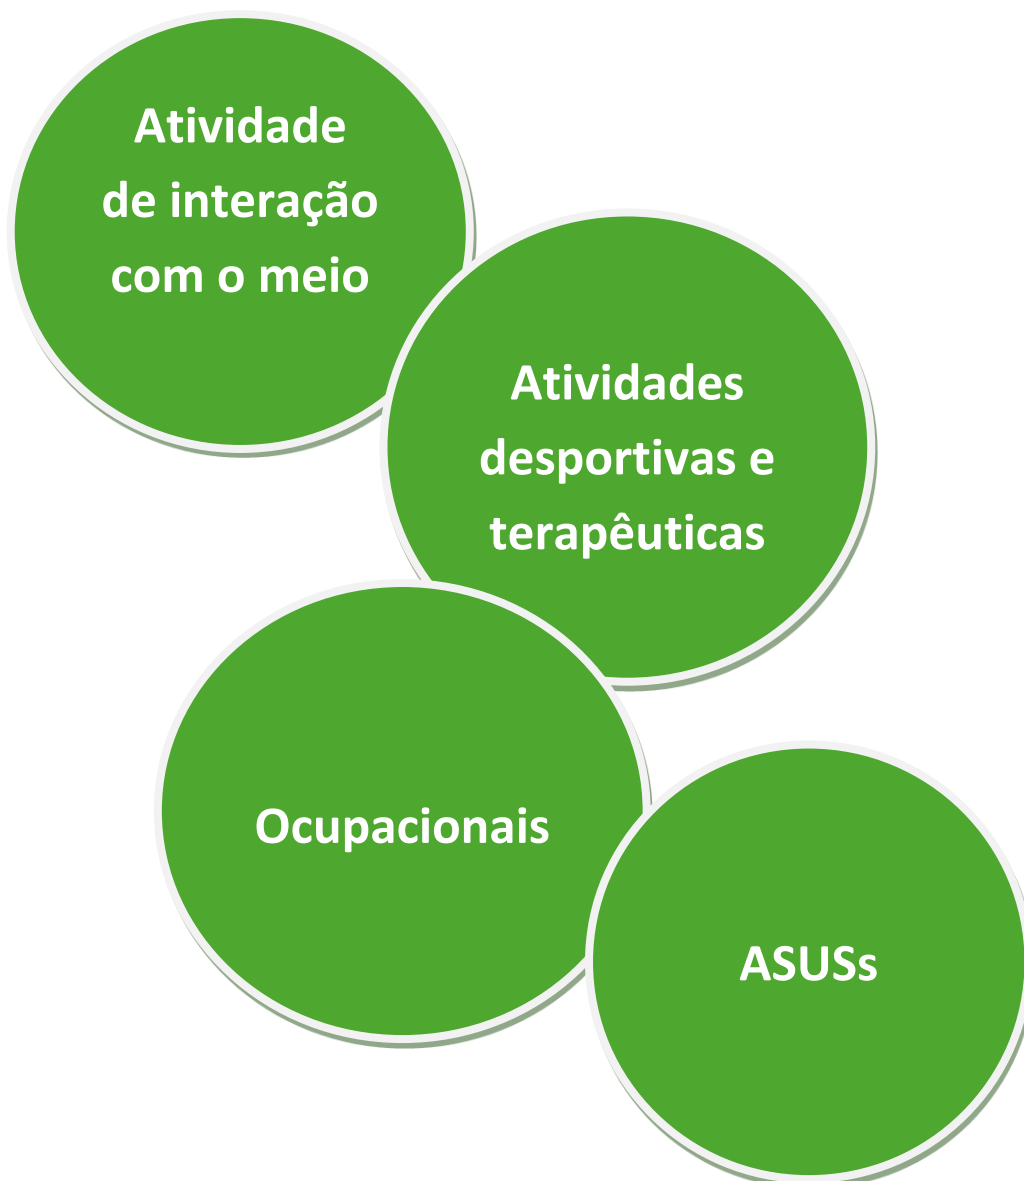 Atividade
de interação
com o meio
Atividades
desportivas e
terapêuticas
Ocupacionais
ASUSs